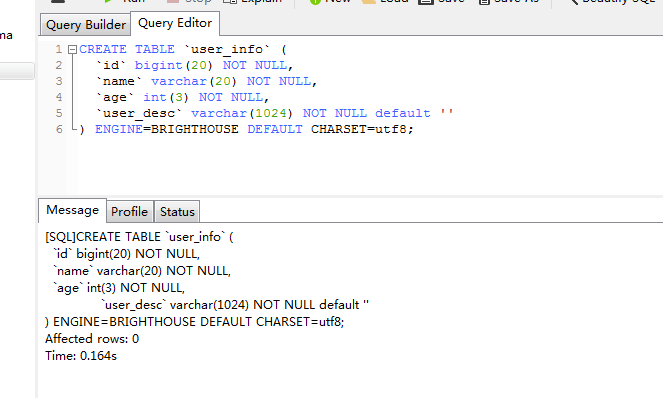 Run Stop Explain New Load Save Save As Beautify SQL
ma
Query Builder Query Editor
1 CREATE TABLE `user_info` (
2 `id` bigint(20) NOT NULL,
3 `name` varchar(20) NOT NULL,
4 `age` int(3) NOT NULL,
5 `user_desc` varchar(1024) NOT NULL default ''
6 ) ENGINE=BRIGHTHOUSE DEFAULT CHARSET=utf8;
Message Profile Status
[SQL]CREATE TABLE `user_info` (
`id` bigint(20) NOT NULL,
`name` varchar(20) NOT NULL,
`age` int(3) NOT NULL,
`user_desc` varchar(1024) NOT NULL default ''
) ENGINE=BRIGHTHOUSE DEFAULT CHARSET=utf8;
Affected rows: 0
Time: 0.164s